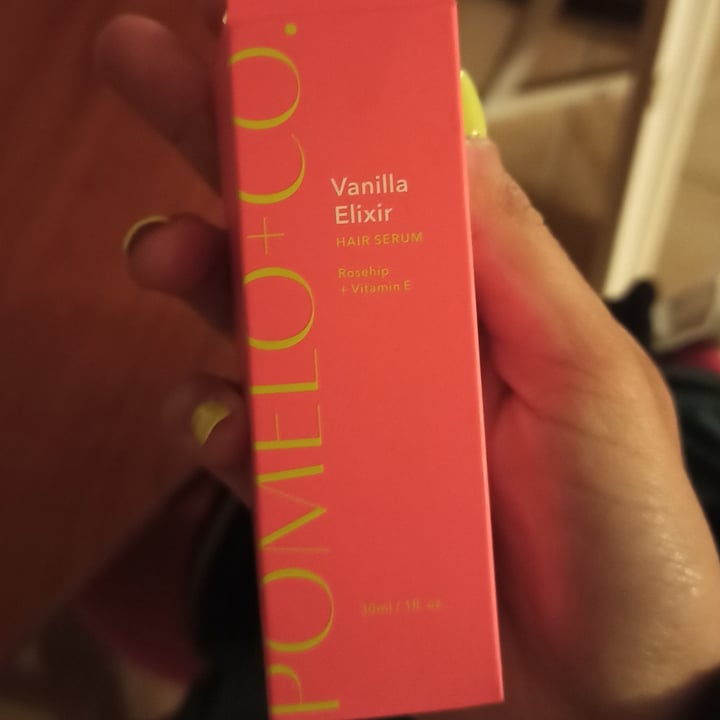 POMELO+CO.
Vanilla
Elixir
HAIR SERUM
Rosehip
+ Vitamin E
30ml / 1fl. oz